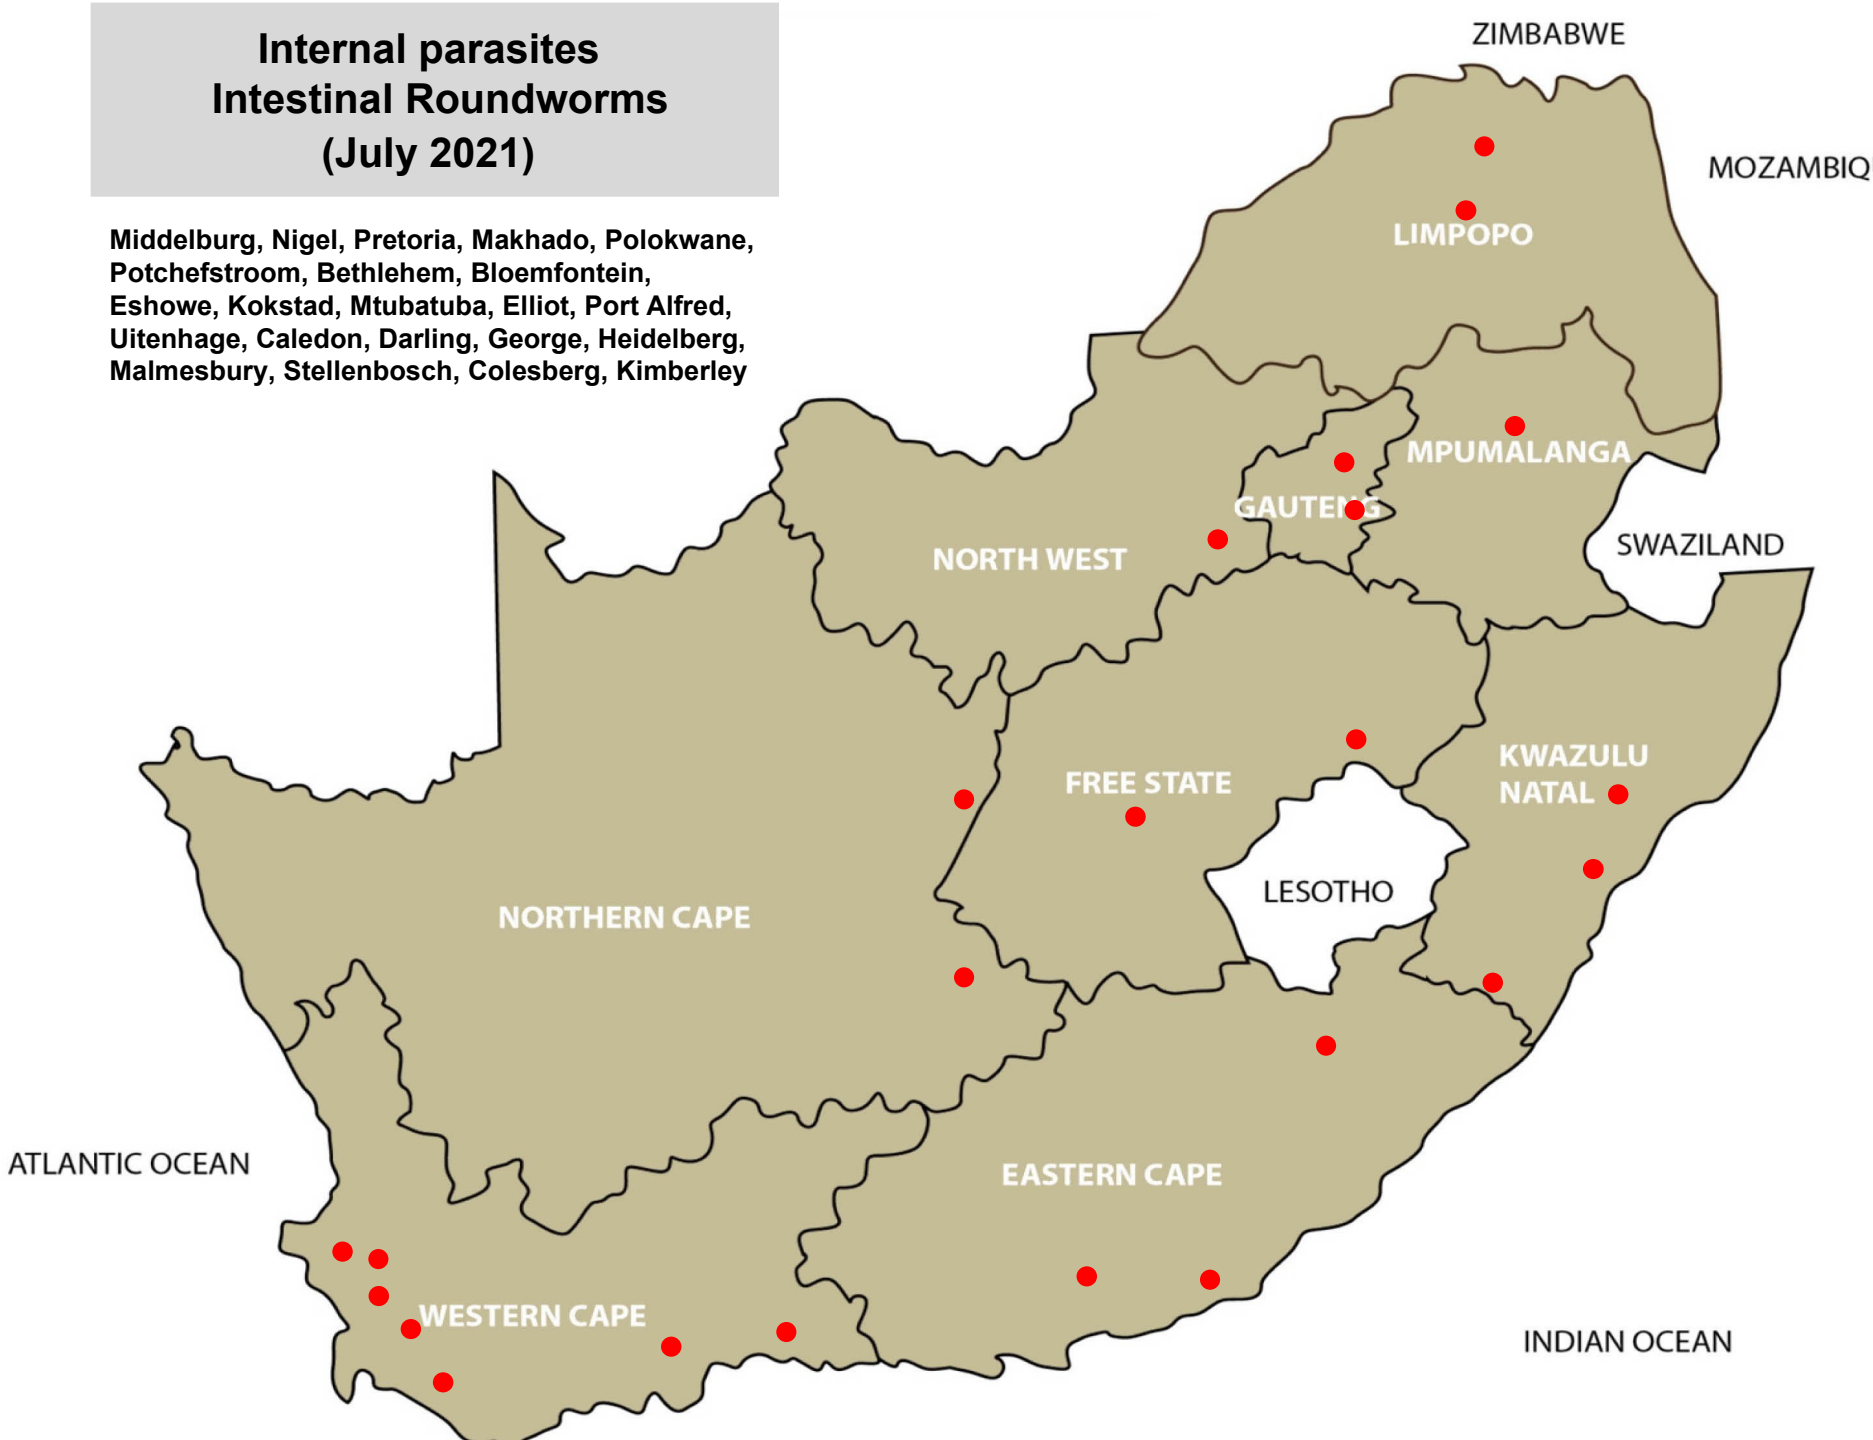 Internal parasites
Intestinal Roundworms
(July 2021)
Middelburg, Nigel, Pretoria, Makhado, Polokwane,
Potchefstroom, Bethlehem, Bloemfontein,
Eshowe, Kokstad, Mtubatuba, Elliot, Port Alfred,
Uitenhage, Caledon, Darling, George, Heidelberg,
Malmesbury, Stellenbosch, Colesberg, Kimberley
ZIMBABWE
MOZAMBIQ
LIMPOPO
MPUMALANGA
GAUTENG
SWAZILAND
NORTH WEST
KWAZULU
NATAL
FREE STATE
LESOTHO
NORTHERN CAPE
ATLANTIC OCEAN
EASTERN CAPE
WESTERN CAPE
INDIAN OCEAN